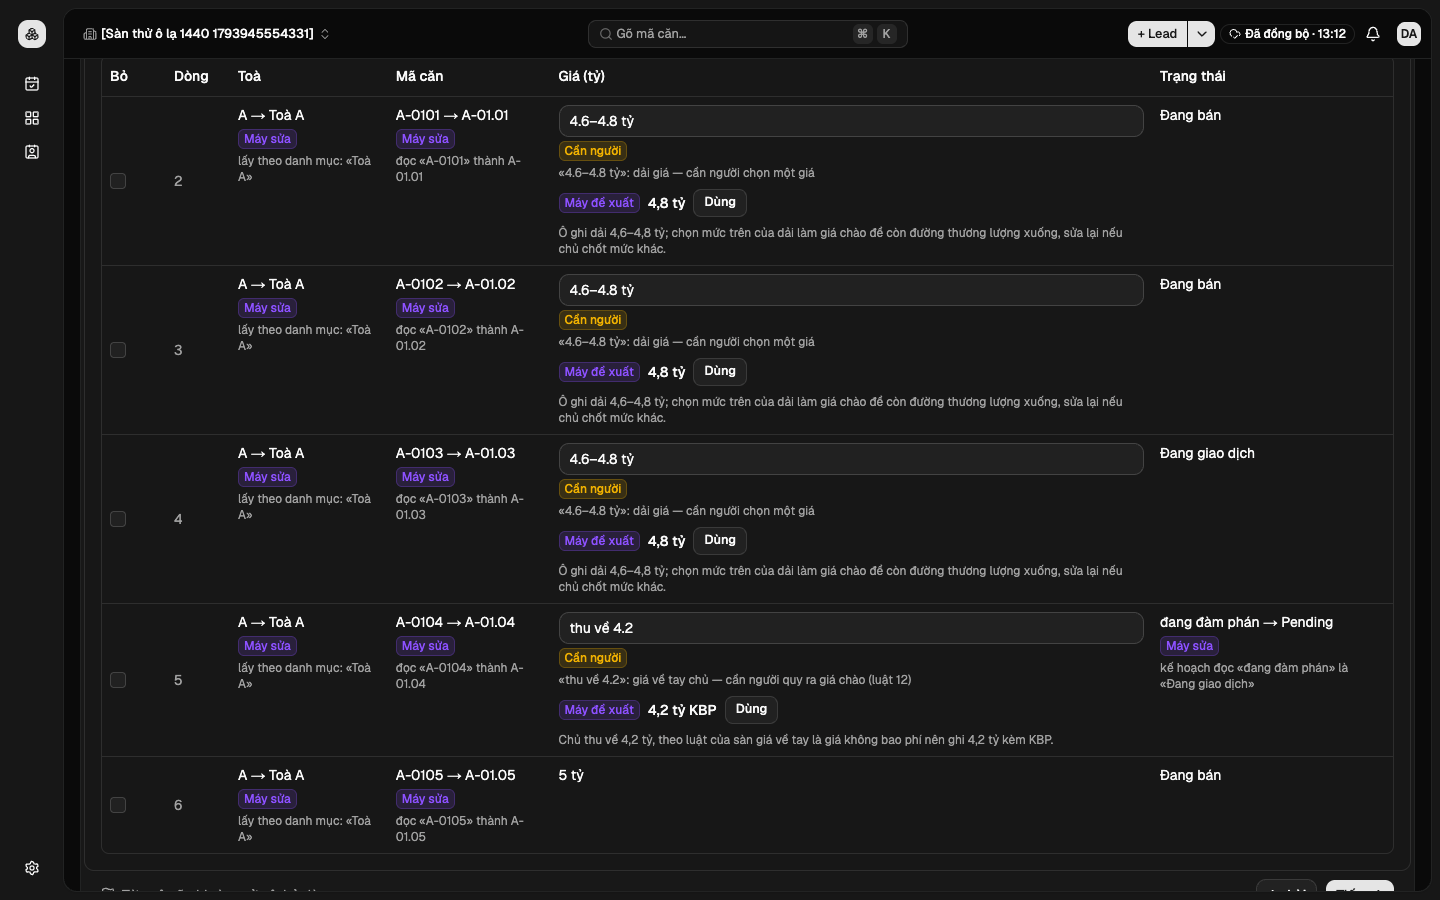 [Sàn thử ô lạ 1440 1793945554331]
Gõ mã căn...
⌘ K
+ Lead
Đã đồng bộ · 13:12
DA
Bỏ Dòng Toà Mã căn Giá (tỷ) Trạng thái
2
A → Toà A
Máy sửa
lấy theo danh mục: «Toà
A»
A-0101 → A-01.01
Máy sửa
đọc «A-0101» thành A-
01.01
4.6–4.8 tỷ
Cần người
«4.6–4.8 tỷ»: dải giá — cần người chọn một giá
Máy đề xuất 4,8 tỷ Dùng
Ô ghi dải 4,6–4,8 tỷ; chọn mức trên của dải làm giá chào để còn đường thương lượng xuống, sửa lại nếu
chủ chốt mức khác.
Đang bán
3
A → Toà A
Máy sửa
lấy theo danh mục: «Toà
A»
A-0102 → A-01.02
Máy sửa
đọc «A-0102» thành A-
01.02
4.6–4.8 tỷ
Cần người
«4.6–4.8 tỷ»: dải giá — cần người chọn một giá
Máy đề xuất 4,8 tỷ Dùng
Ô ghi dải 4,6–4,8 tỷ; chọn mức trên của dải làm giá chào để còn đường thương lượng xuống, sửa lại nếu
chủ chốt mức khác.
Đang bán
4
A → Toà A
Máy sửa
lấy theo danh mục: «Toà
A»
A-0103 → A-01.03
Máy sửa
đọc «A-0103» thành A-
01.03
4.6–4.8 tỷ
Cần người
«4.6–4.8 tỷ»: dải giá — cần người chọn một giá
Máy đề xuất 4,8 tỷ Dùng
Ô ghi dải 4,6–4,8 tỷ; chọn mức trên của dải làm giá chào để còn đường thương lượng xuống, sửa lại nếu
chủ chốt mức khác.
Đang giao dịch
5
A → Toà A
Máy sửa
lấy theo danh mục: «Toà
A»
A-0104 → A-01.04
Máy sửa
đọc «A-0104» thành A-
01.04
thu về 4.2
Cần người
«thu về 4.2»: giá về tay chủ — cần người quy ra giá chào (luật 12)
Máy đề xuất 4,2 tỷ KBP Dùng
Chủ thu về 4,2 tỷ, theo luật của sàn giá về tay là giá không bao phí nên ghi 4,2 tỷ kèm KBP.
đang đàm phán → Pending
Máy sửa
kế hoạch đọc «đang đàm phán» là
«Đang giao dịch»
6
A → Toà A
Máy sửa
lấy theo danh mục: «Toà
A»
A-0105 → A-01.05
Máy sửa
đọc «A-0105» thành A-
01.05
5 tỷ
Đang bán